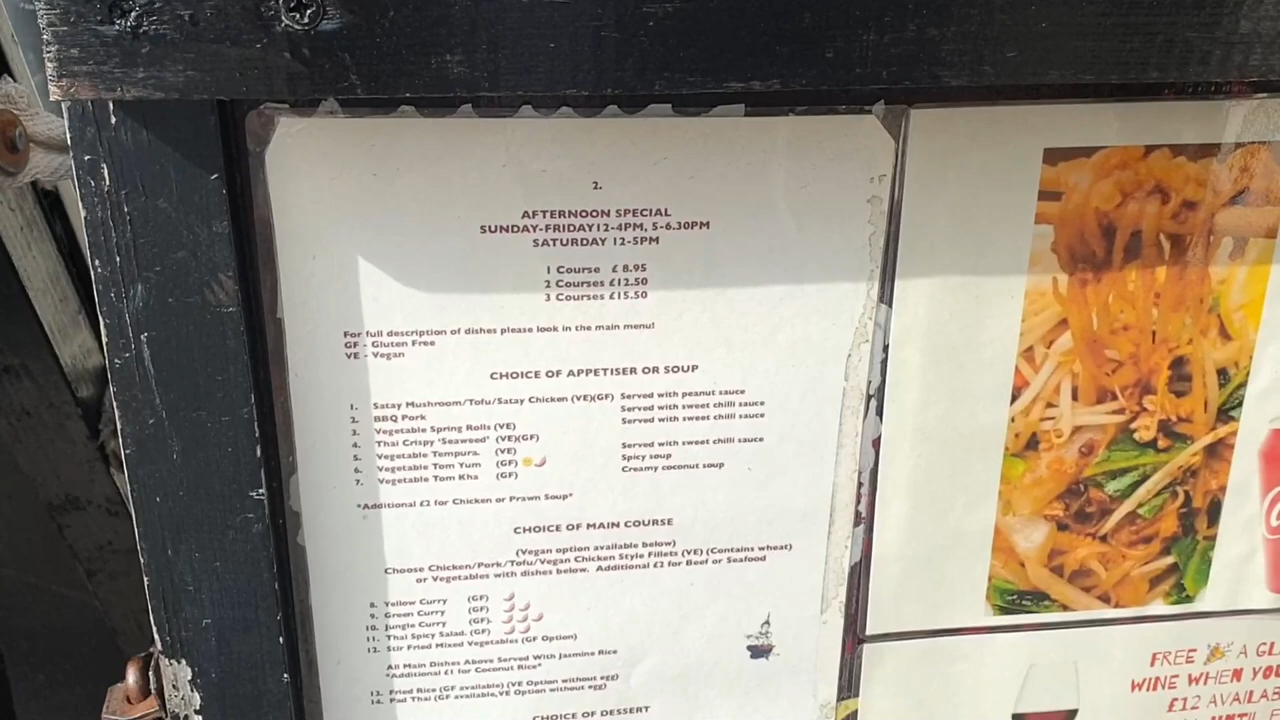 2.
AFTERNOON SPECIAL
SUNDAY-FRIDAY12-4PM, 5-6.30PM
SATURDAY 12-5PM
1 Course £ 8.95
2 Courses £12.50
3 Courses £15.50
For full description of dishes please look in the main menu!
GF - Gluten Free
VE - Vegan
CHOICE OF APPETISER OR SOUP
1. Satay Mushroom/Tofu/Satay Chicken (VE)(GF) Served with peanut sauce
2. BBQ Pork Served with sweet chilli sauce
3. Vegetable Spring Rolls (VE) Served with sweet chilli sauce
4. Thai Crispy 'Seaweed' (VE)(GF)
5. Vegetable Tempura. (VE) Served with sweet chilli sauce
6. Vegetable Tom Yum (GF) Spicy soup
7. Vegetable Tom Kha (GF) Creamy coconut soup
*Additional £2 for Chicken or Prawn Soup*
CHOICE OF MAIN COURSE
(Vegan option available below)
Choose Chicken/Pork/Tofu/Vegan Chicken Style Fillets (VE) (Contains wheat)
or Vegetables with dishes below. Additional £2 for Beef or Seafood
8. Yellow Curry (GF)
9. Green Curry (GF)
10. Jungle Curry (GF).
11. Thai Spicy Salad. (GF)
12. Stir Fried Mixed Vegetables (GF Option)
All Main Dishes Above Served With Jasmine Rice
*Additional £1 for Coconut Rice*
13. Fried Rice (GF available) (VE Option without egg)
14. Pad Thai (GF available,VE Option without egg)
CHOICE OF DESSERT
FREE A GL
WINE WHEN YO
£12 AVAILAB